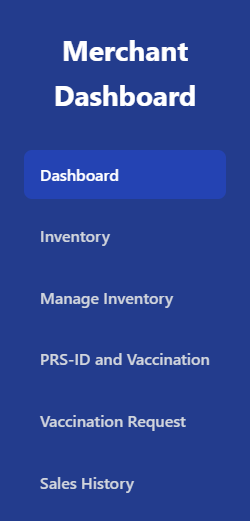 Merchant
Dashboard
Dashboard
Inventory
Manage Inventory
PRS-ID and Vaccination
Vaccination Request
Sales History